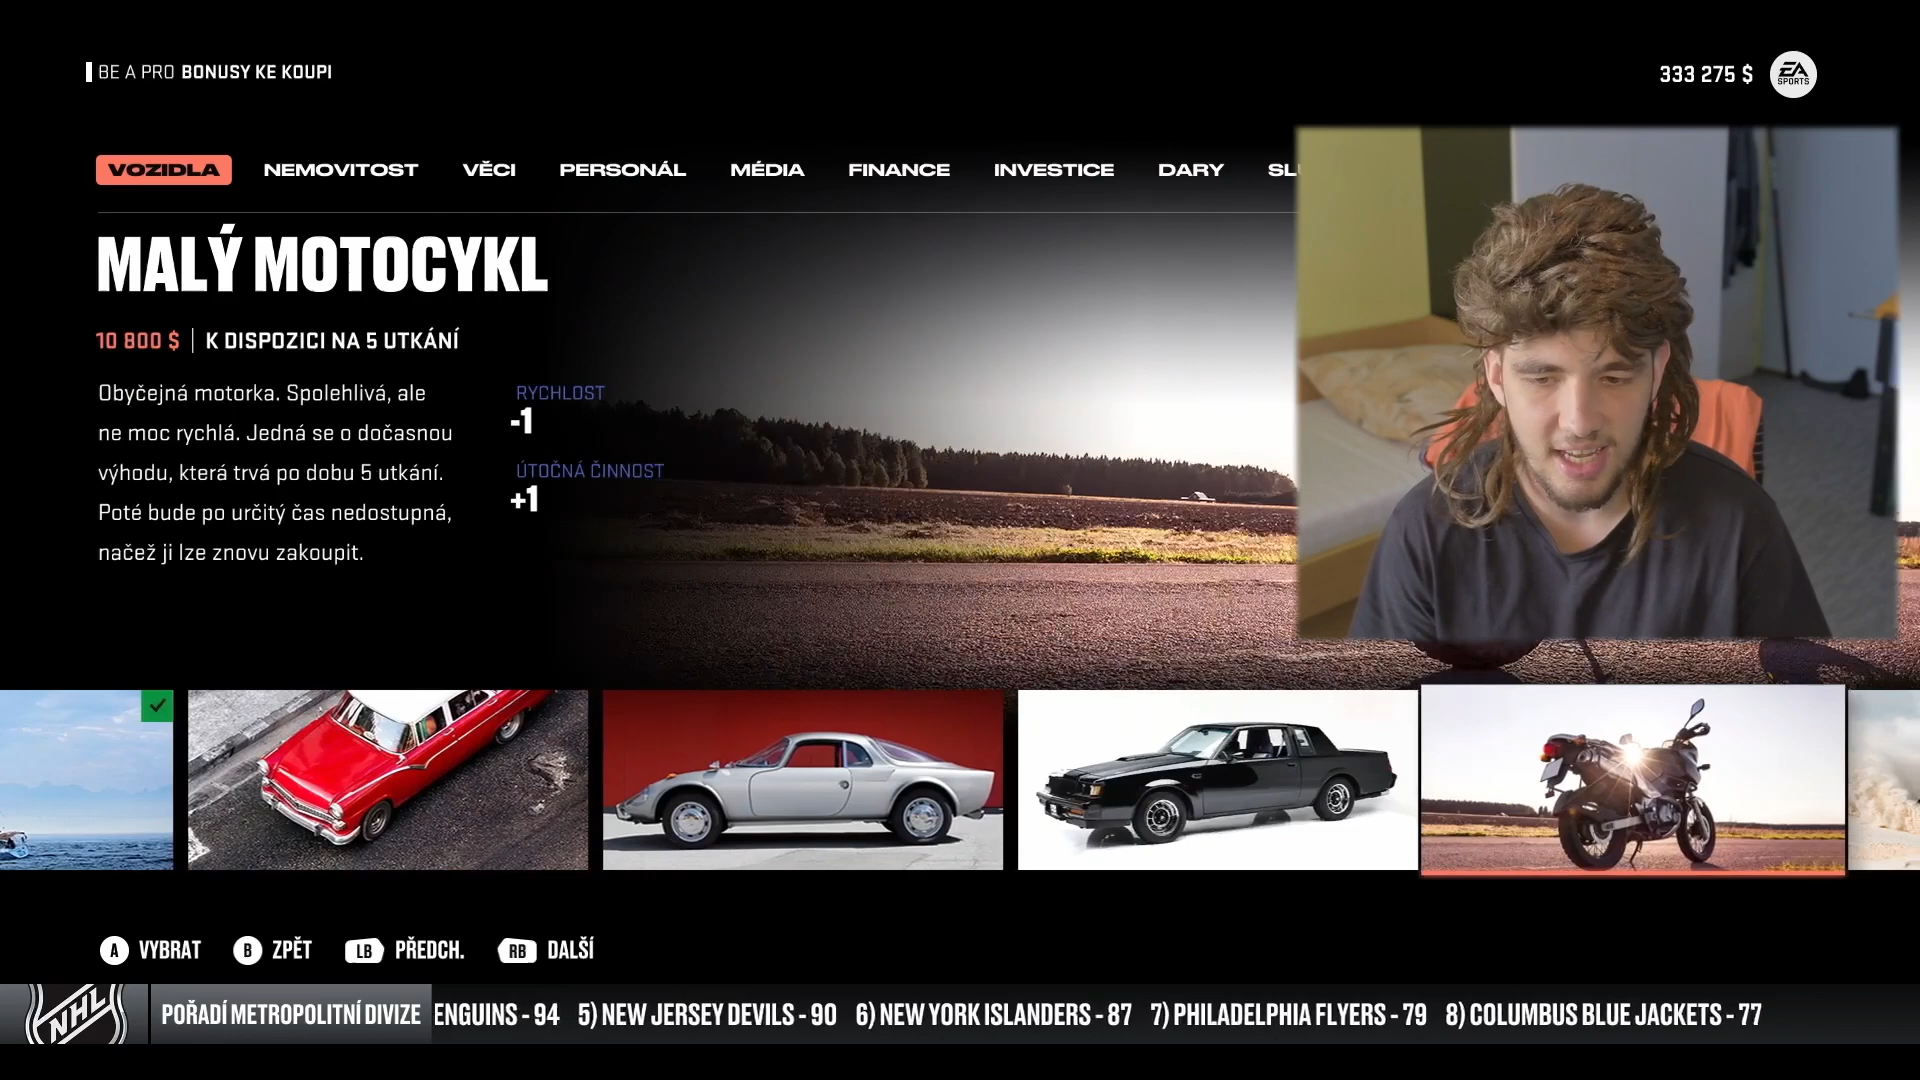 BE A PRO BONUSY KE KOUPI
333 275 $
EA SPORTS
VOZIDLA NEMOVITOST VĚCI PERSONÁL MÉDIA FINANCE INVESTICE DARY
MALÝ MOTOCYKL
10 800 $ K DISPOZICI NA 5 UTKÁNÍ
Obyčejná motorka. Spolehlivá, ale
ne moc rychlá. Jedná se o dočasnou
výhodu, která trvá po dobu 5 utkání.
Poté bude po určitý čas nedostupná,
načež ji lze znovu zakoupit.
RYCHLOST
-1
ÚTOČNÁ ČINNOST
+1
A VYBRAT B ZPĚT LB PŘEDCH. RB DALŠÍ
NHL POŘADÍ METROPOLITNÍ DIVIZE ENGUINS - 94 5) NEW JERSEY DEVILS - 90 6) NEW YORK ISLANDERS - 87 7) PHILADELPHIA FLYERS - 79 8) COLUMBUS BLUE JACKETS - 77